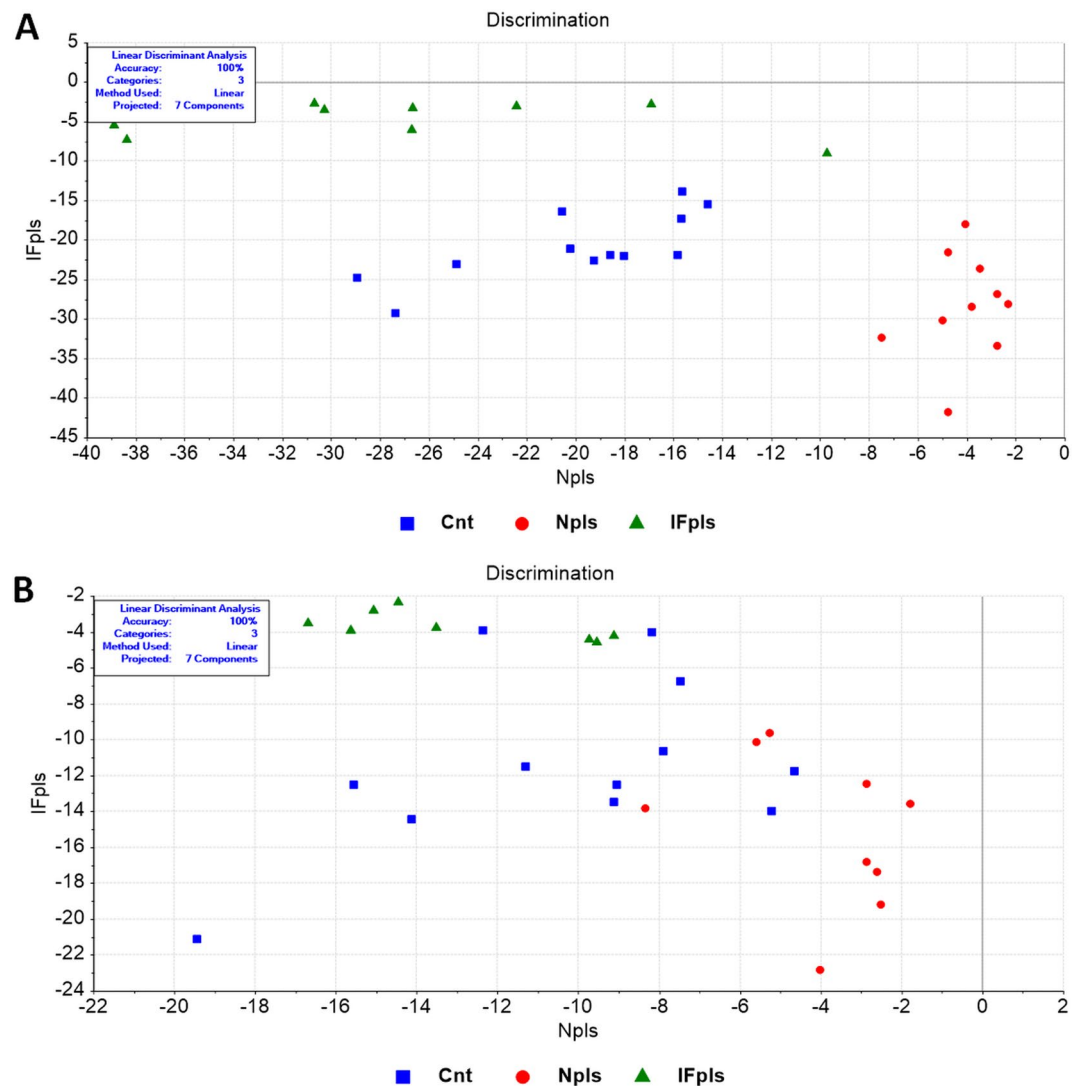 A
Discrimination
Linear Discriminant Analysis
Accuracy: 100%
Categories: 3
Method Used: Linear
Projected: 7 Components
5
0
-5
-10
-15
-20
-25
-30
-35
-40
-45
IFpls
-40 -38 -36 -34 -32 -30 -28 -26 -24 -22 -20 -18 -16 -14 -12 -10 -8 -6 -4 -2 0
Npls
Cnt Npls IFpls
B
Discrimination
Linear Discriminant Analysis
Accuracy: 100%
Categories: 3
Method Used: Linear
Projected: 7 Components
-2
-4
-6
-8
-10
-12
-14
-16
-18
-20
-22
-24
IFpls
-22 -20 -18 -16 -14 -12 -10 -8 -6 -4 -2 0 2
Npls
Cnt Npls IFpls